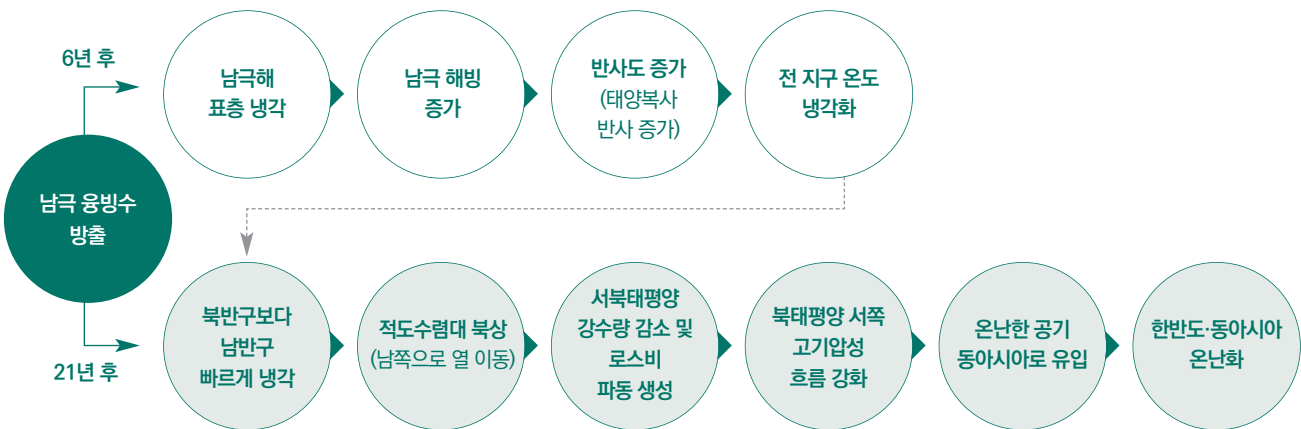 6년 후
남극해
표층 냉각
남극 해빙
증가
반사도 증가
(태양복사
반사 증가)
전 지구 온도
냉각화
남극 융빙수
방출
21년 후
북반구보다
남반구
빠르게 냉각
적도수렴대 북상
(남쪽으로 열 이동)
서북태평양
강수량 감소 및
로스비
파동 생성
북태평양 서쪽
고기압성
흐름 강화
온난한 공기
동아시아로 유입
한반도·동아시아
온난화